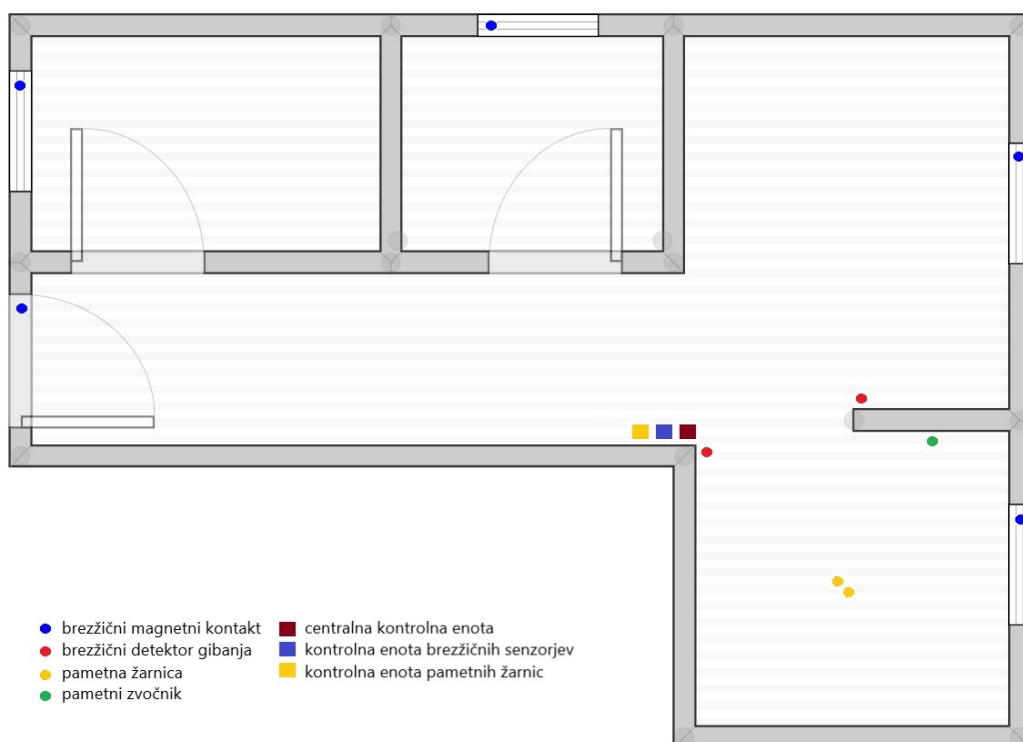 brezžični magnetni kontakt
brezžični detektor gibanja
pametna žarnica
pametni zvočnik
centralna kontrolna enota
kontrolna enota brezžičnih senzorjev
kontrolna enota pametnih žarnic